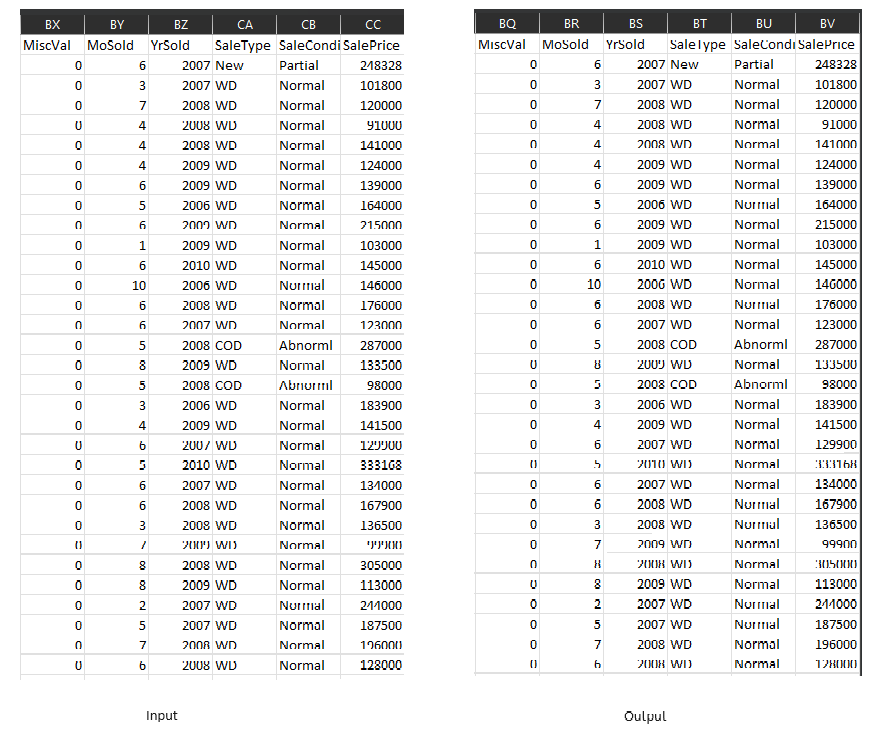 BX BY BZ CA CB CC BQ BR BS BT BU BV
MiscVal MoSold YrSold SaleType SaleCondi SalePrice MiscVal MoSold YrSold SaleType SaleCondi SalePrice
0 6 2007 New Partial 248328 0 6 2007 New Partial 248328
0 3 2007 WD Normal 101800 0 3 2007 WD Normal 101800
0 7 2008 WD Normal 120000 0 7 2008 WD Normal 120000
0 4 2008 WD Normal 91000 0 4 2008 WD Normal 91000
0 4 2008 WD Normal 141000 0 4 2008 WD Normal 141000
0 4 2009 WD Normal 124000 0 4 2009 WD Normal 124000
0 6 2009 WD Normal 139000 0 6 2009 WD Normal 139000
0 5 2006 WD Normal 164000 0 5 2006 WD Normal 164000
0 6 2009 WD Normal 215000 0 6 2009 WD Normal 215000
0 1 2009 WD Normal 103000 0 1 2009 WD Normal 103000
0 6 2010 WD Normal 145000 0 6 2010 WD Normal 145000
0 10 2006 WD Normal 146000 0 10 2006 WD Normal 146000
0 6 2008 WD Normal 176000 0 6 2008 WD Normal 176000
0 6 2007 WD Normal 123000 0 6 2007 WD Normal 123000
0 5 2008 COD Abnorml 287000 0 5 2008 COD Abnorml 287000
0 8 2009 WD Normal 133500 0 8 2009 WD Normal 133500
0 5 2008 COD Abnorml 98000 0 5 2008 COD Abnorml 98000
0 3 2006 WD Normal 183900 0 3 2006 WD Normal 183900
0 4 2009 WD Normal 141500 0 4 2009 WD Normal 141500
0 6 2007 WD Normal 129900 0 6 2007 WD Normal 129900
0 5 2010 WD Normal 333168 0 5 2010 WD Normal 333168
0 6 2007 WD Normal 134000 0 6 2007 WD Normal 134000
0 6 2008 WD Normal 167900 0 6 2008 WD Normal 167900
0 3 2008 WD Normal 136500 0 3 2008 WD Normal 136500
0 7 2009 WD Normal 99900 0 7 2009 WD Normal 99900
0 8 2008 WD Normal 305000 0 8 2008 WD Normal 305000
0 8 2009 WD Normal 113000 0 8 2009 WD Normal 113000
0 2 2007 WD Normal 244000 0 2 2007 WD Normal 244000
0 5 2007 WD Normal 187500 0 5 2007 WD Normal 187500
0 7 2008 WD Normal 196000 0 7 2008 WD Normal 196000
0 6 2008 WD Normal 128000 0 6 2008 WD Normal 128000
Input Output